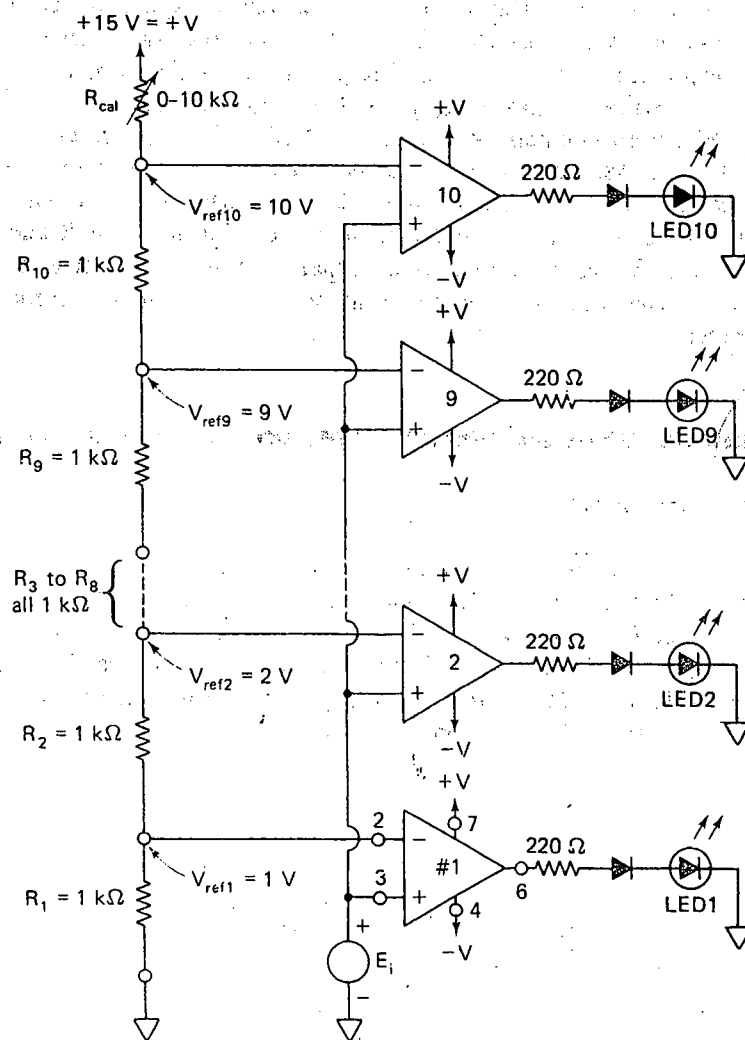 +15 V = +V
R_cal 0–10 kΩ
+V
220 Ω
−
10
+
LED10
V_ref10 = 10 V
−V
R_10 = 1 kΩ
+V
220 Ω
−
9
+
LED9
V_ref9 = 9 V
−V
R_9 = 1 kΩ
R_3 to R_8
all 1 kΩ
+V
220 Ω
−
2
+
LED2
V_ref2 = 2 V
−V
R_2 = 1 kΩ
+V
7
2
220 Ω
−
#1
6
3
+
4
LED1
V_ref1 = 1 V
−V
R_1 = 1 kΩ
+
E_i
−